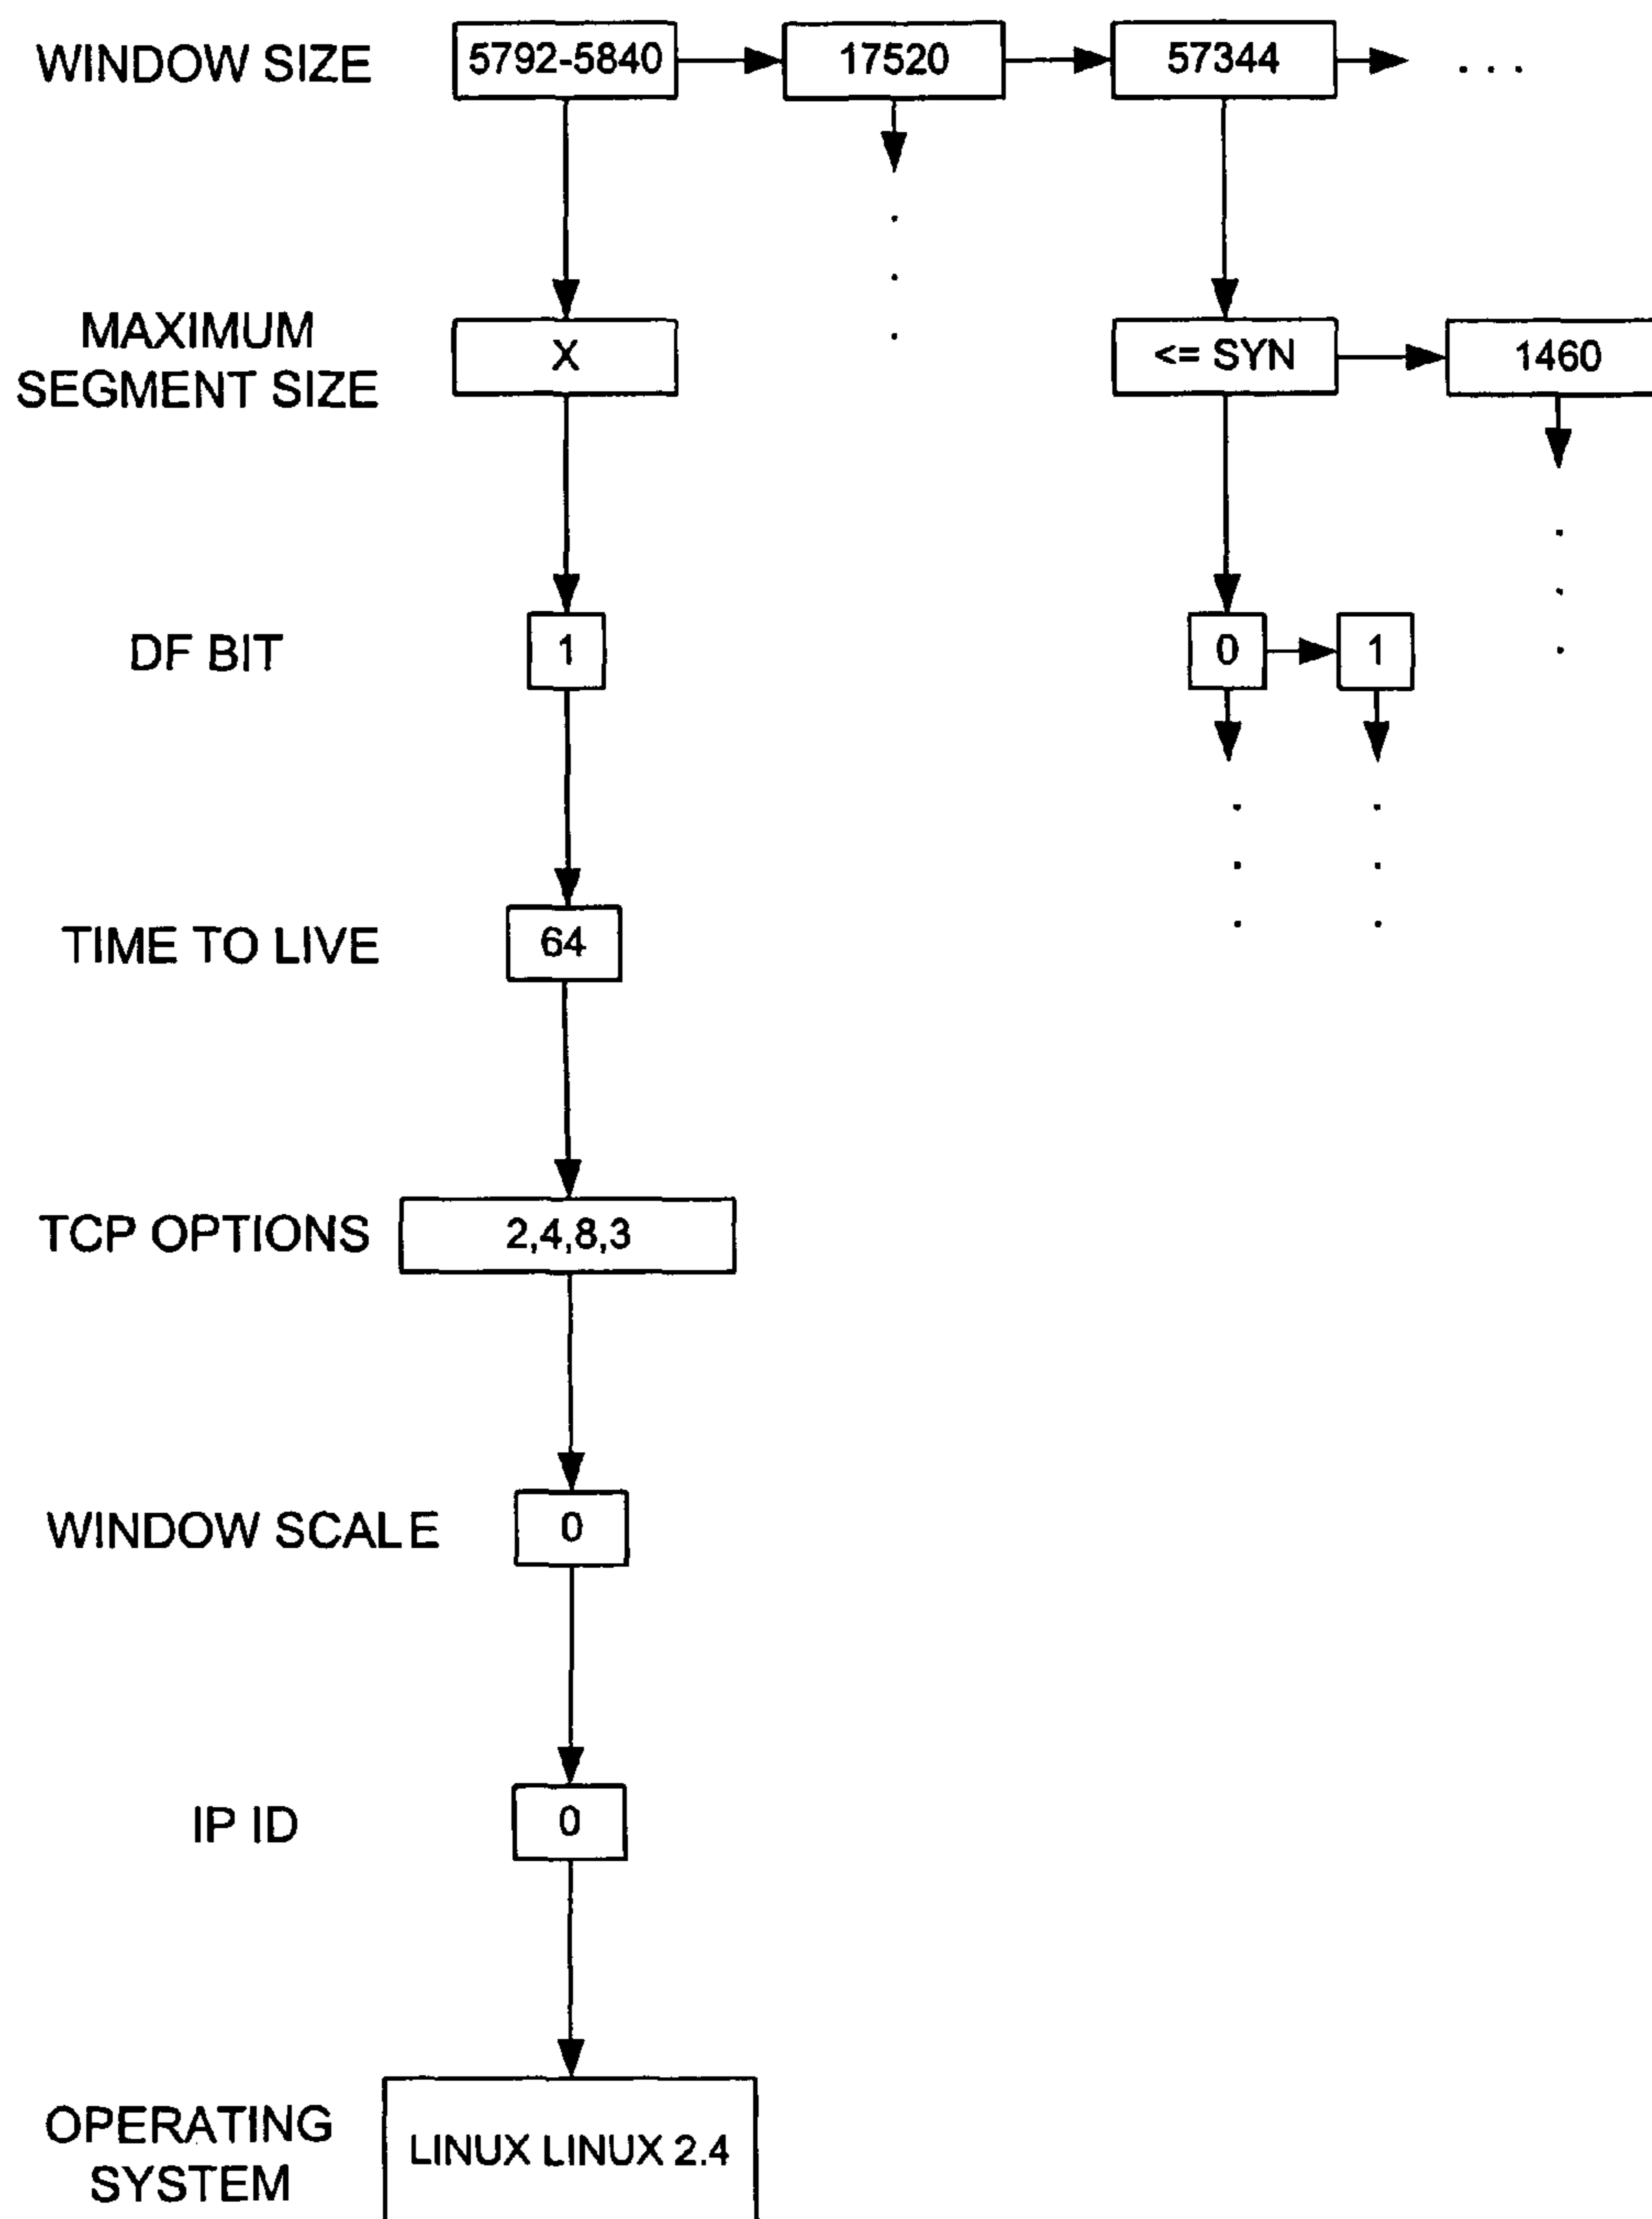 WINDOW SIZE
5792-5840
17520
57344
. . .
MAXIMUM
SEGMENT SIZE
X
<= SYN
1460
DF BIT
1
0
1
TIME TO LIVE
64
TCP OPTIONS
2,4,8,3
WINDOW SCALE
0
IP ID
0
OPERATING
SYSTEM
LINUX LINUX 2.4